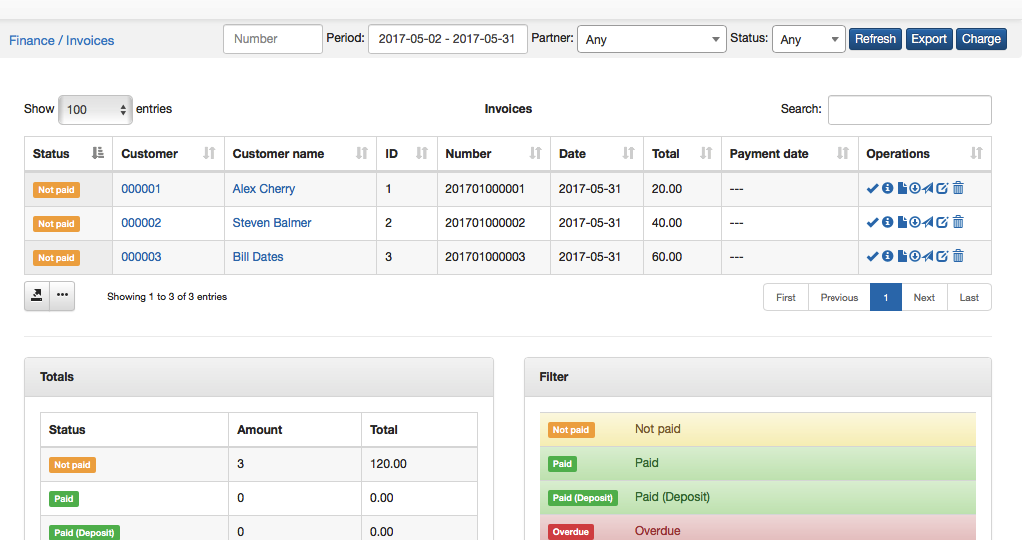 Finance / Invoices Number Period: 2017-05-02 - 2017-05-31 Partner: Any Status: Any Refresh Export Charge
Show 100 entries Invoices Search:
Status Customer Customer name ID Number Date Total Payment date Operations
Not paid 000001 Alex Cherry 1 201701000001 2017-05-31 20.00 ---
Not paid 000002 Steven Balmer 2 201701000002 2017-05-31 40.00 ---
Not paid 000003 Bill Dates 3 201701000003 2017-05-31 60.00 ---
Showing 1 to 3 of 3 entries First Previous 1 Next Last
Totals
Status Amount Total
Not paid 3 120.00
Paid 0 0.00
Paid (Deposit) 0 0.00
Filter
Not paid Not paid
Paid Paid
Paid (Deposit) Paid (Deposit)
Overdue Overdue